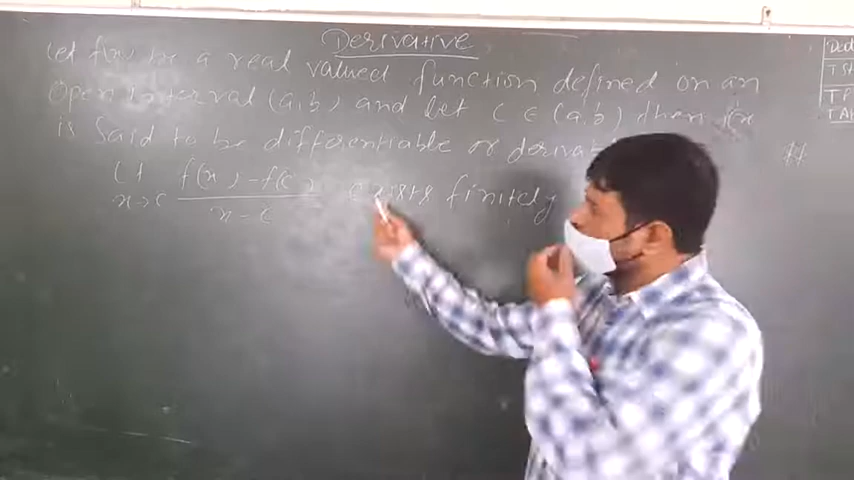 Derivative
Let f(x) be a real valued function defined on an
open interval (a,b) and let c ∈ (a,b) then f(x
is said to be differentiable or deriva
Lt f(x) - f(c) exists finitely
x→c x - c
#